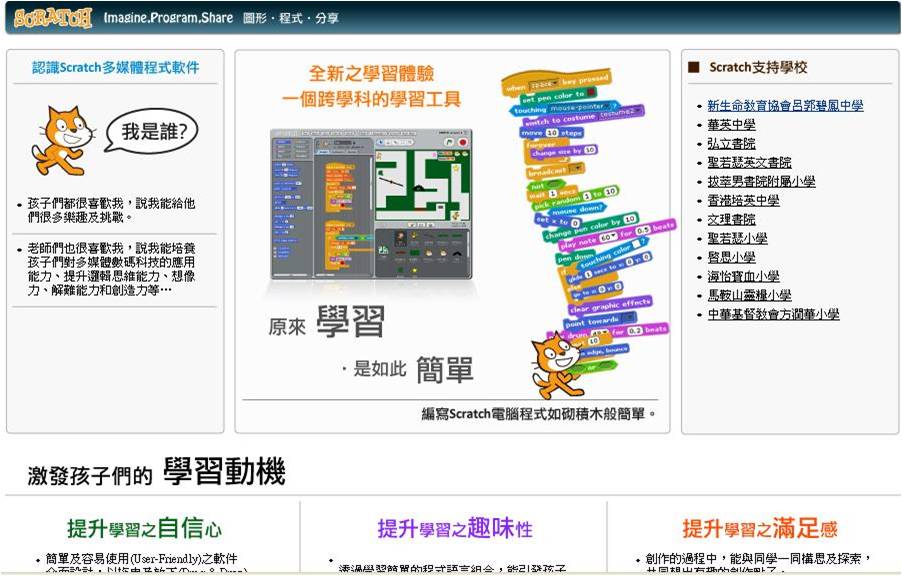 SCRATCH Imagine.Program.Share 圖形・程式・分享
認識Scratch多媒體程式軟件
我是誰?
• 孩子們都很喜歡我，說我能給他
們很多樂趣及挑戰。
• 老師們也很喜歡我，說我能培養
孩子們對多媒體數碼科技的應用
能力、提升邏輯思維能力、想像
力、解難能力和創造力等…
全新之學習體驗
一個跨學科的學習工具
原來 學習
・是如此 簡單
when space key pressed
set pen color to
touching mouse-pointer ?
switch to costume costume2
move 10 steps
forever
change size by 10
broadcast
not
wait 1 secs
pick random 1 to 10
mouse down?
set x to 0
change pen color by 10
play note 60 for 0.5 beats
pen down
if touching color ?
glide 1 secs to x: 0 y: 0
else
go to x: 0 y: 0
clear graphic effects
point towards
drum for 0.2 beats
10
edge, bounce
or
編寫Scratch電腦程式如砌積木般簡單。
Scratch支持學校
• 新生命教育協會呂郭碧鳳中學
• 華英中學
• 弘立書院
• 聖若瑟英文書院
• 拔萃男書院附屬小學
• 香港培英中學
• 文理書院
• 聖若瑟小學
• 啓思小學
• 海怡寶血小學
• 馬鞍山靈糧小學
• 中華基督教會方潤華小學
激發孩子們的 學習動機
提升學習之自信心
• 簡單及容易使用(User-Friendly)之軟件
提升學習之趣味性
• 透過學習簡單的程式語言組合，能引發孩子
提升學習之滿足感
• 創作的過程中，能與同學一同構思及探索，